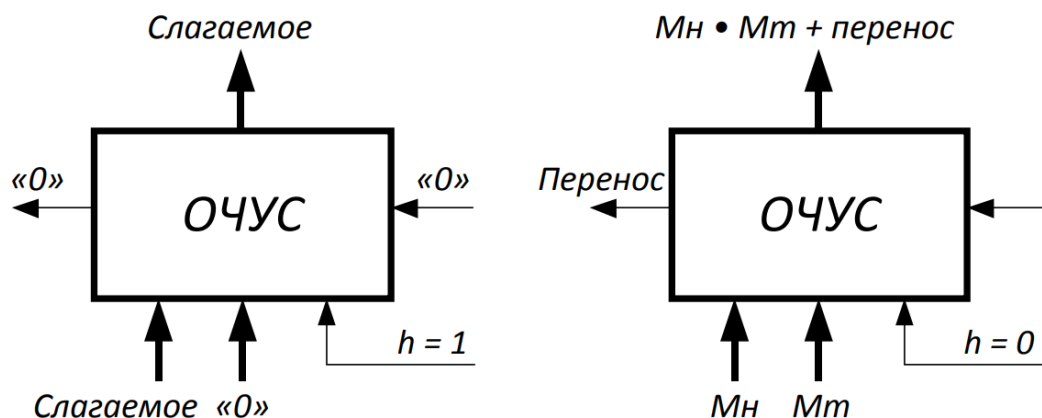 Слагаемое
«0»
ОЧУС
«0»
h = 1
Слагаемое «0»
Мн • Мт + перенос
Перенос
ОЧУС
h = 0
Мн Мт